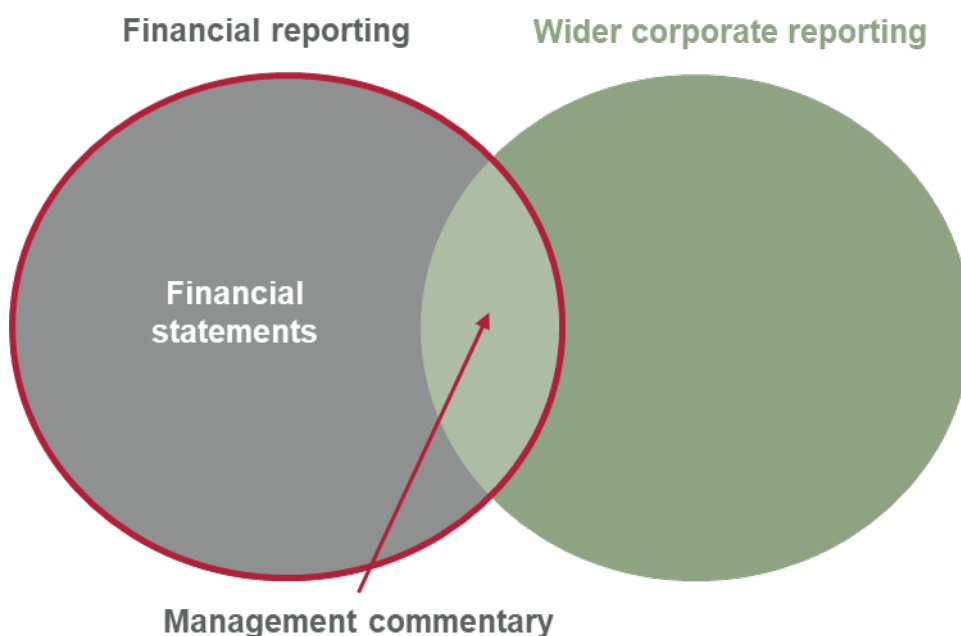 Financial reporting
Wider corporate reporting
Financial
statements
Management commentary